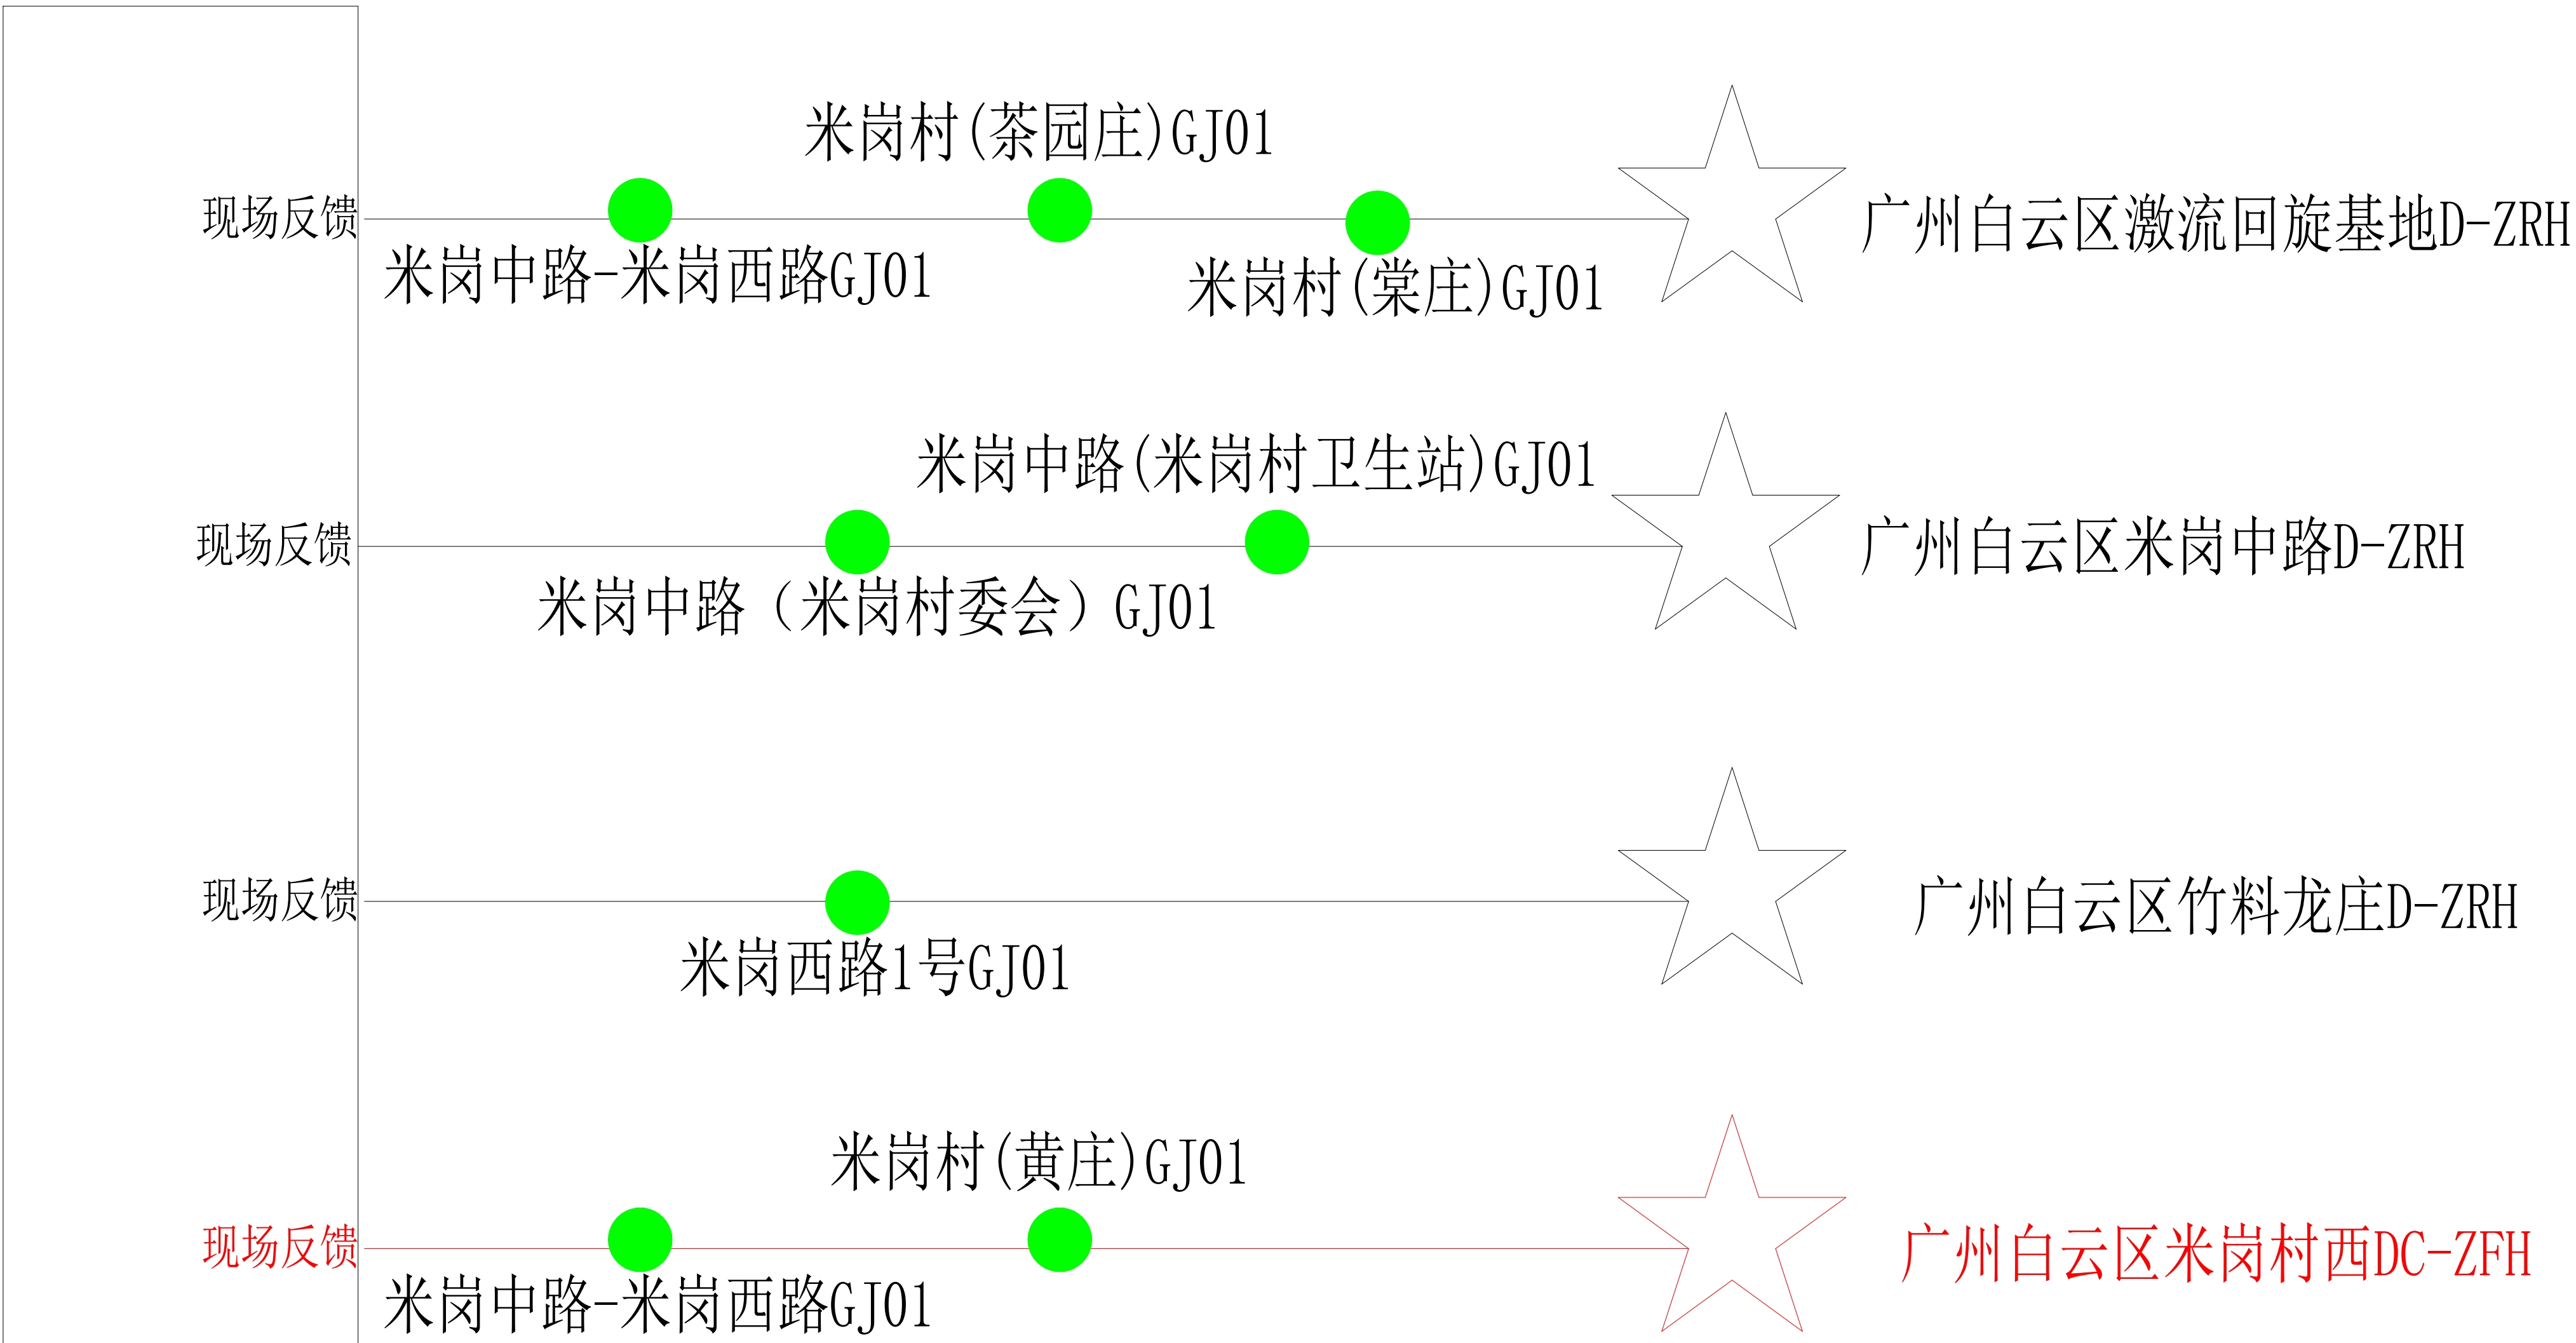 米岗村(茶园庄)GJ01
现场反馈
广州白云区激流回旋基地D-ZRH
米岗中路-米岗西路GJ01
米岗村(棠庄)GJ01
米岗中路(米岗村卫生站)GJ01
现场反馈
广州白云区米岗中路D-ZRH
米岗中路（米岗村委会）GJ01
现场反馈
广州白云区竹料龙庄D-ZRH
米岗西路1号GJ01
米岗村(黄庄)GJ01
现场反馈
广州白云区米岗村西DC-ZFH
米岗中路-米岗西路GJ01